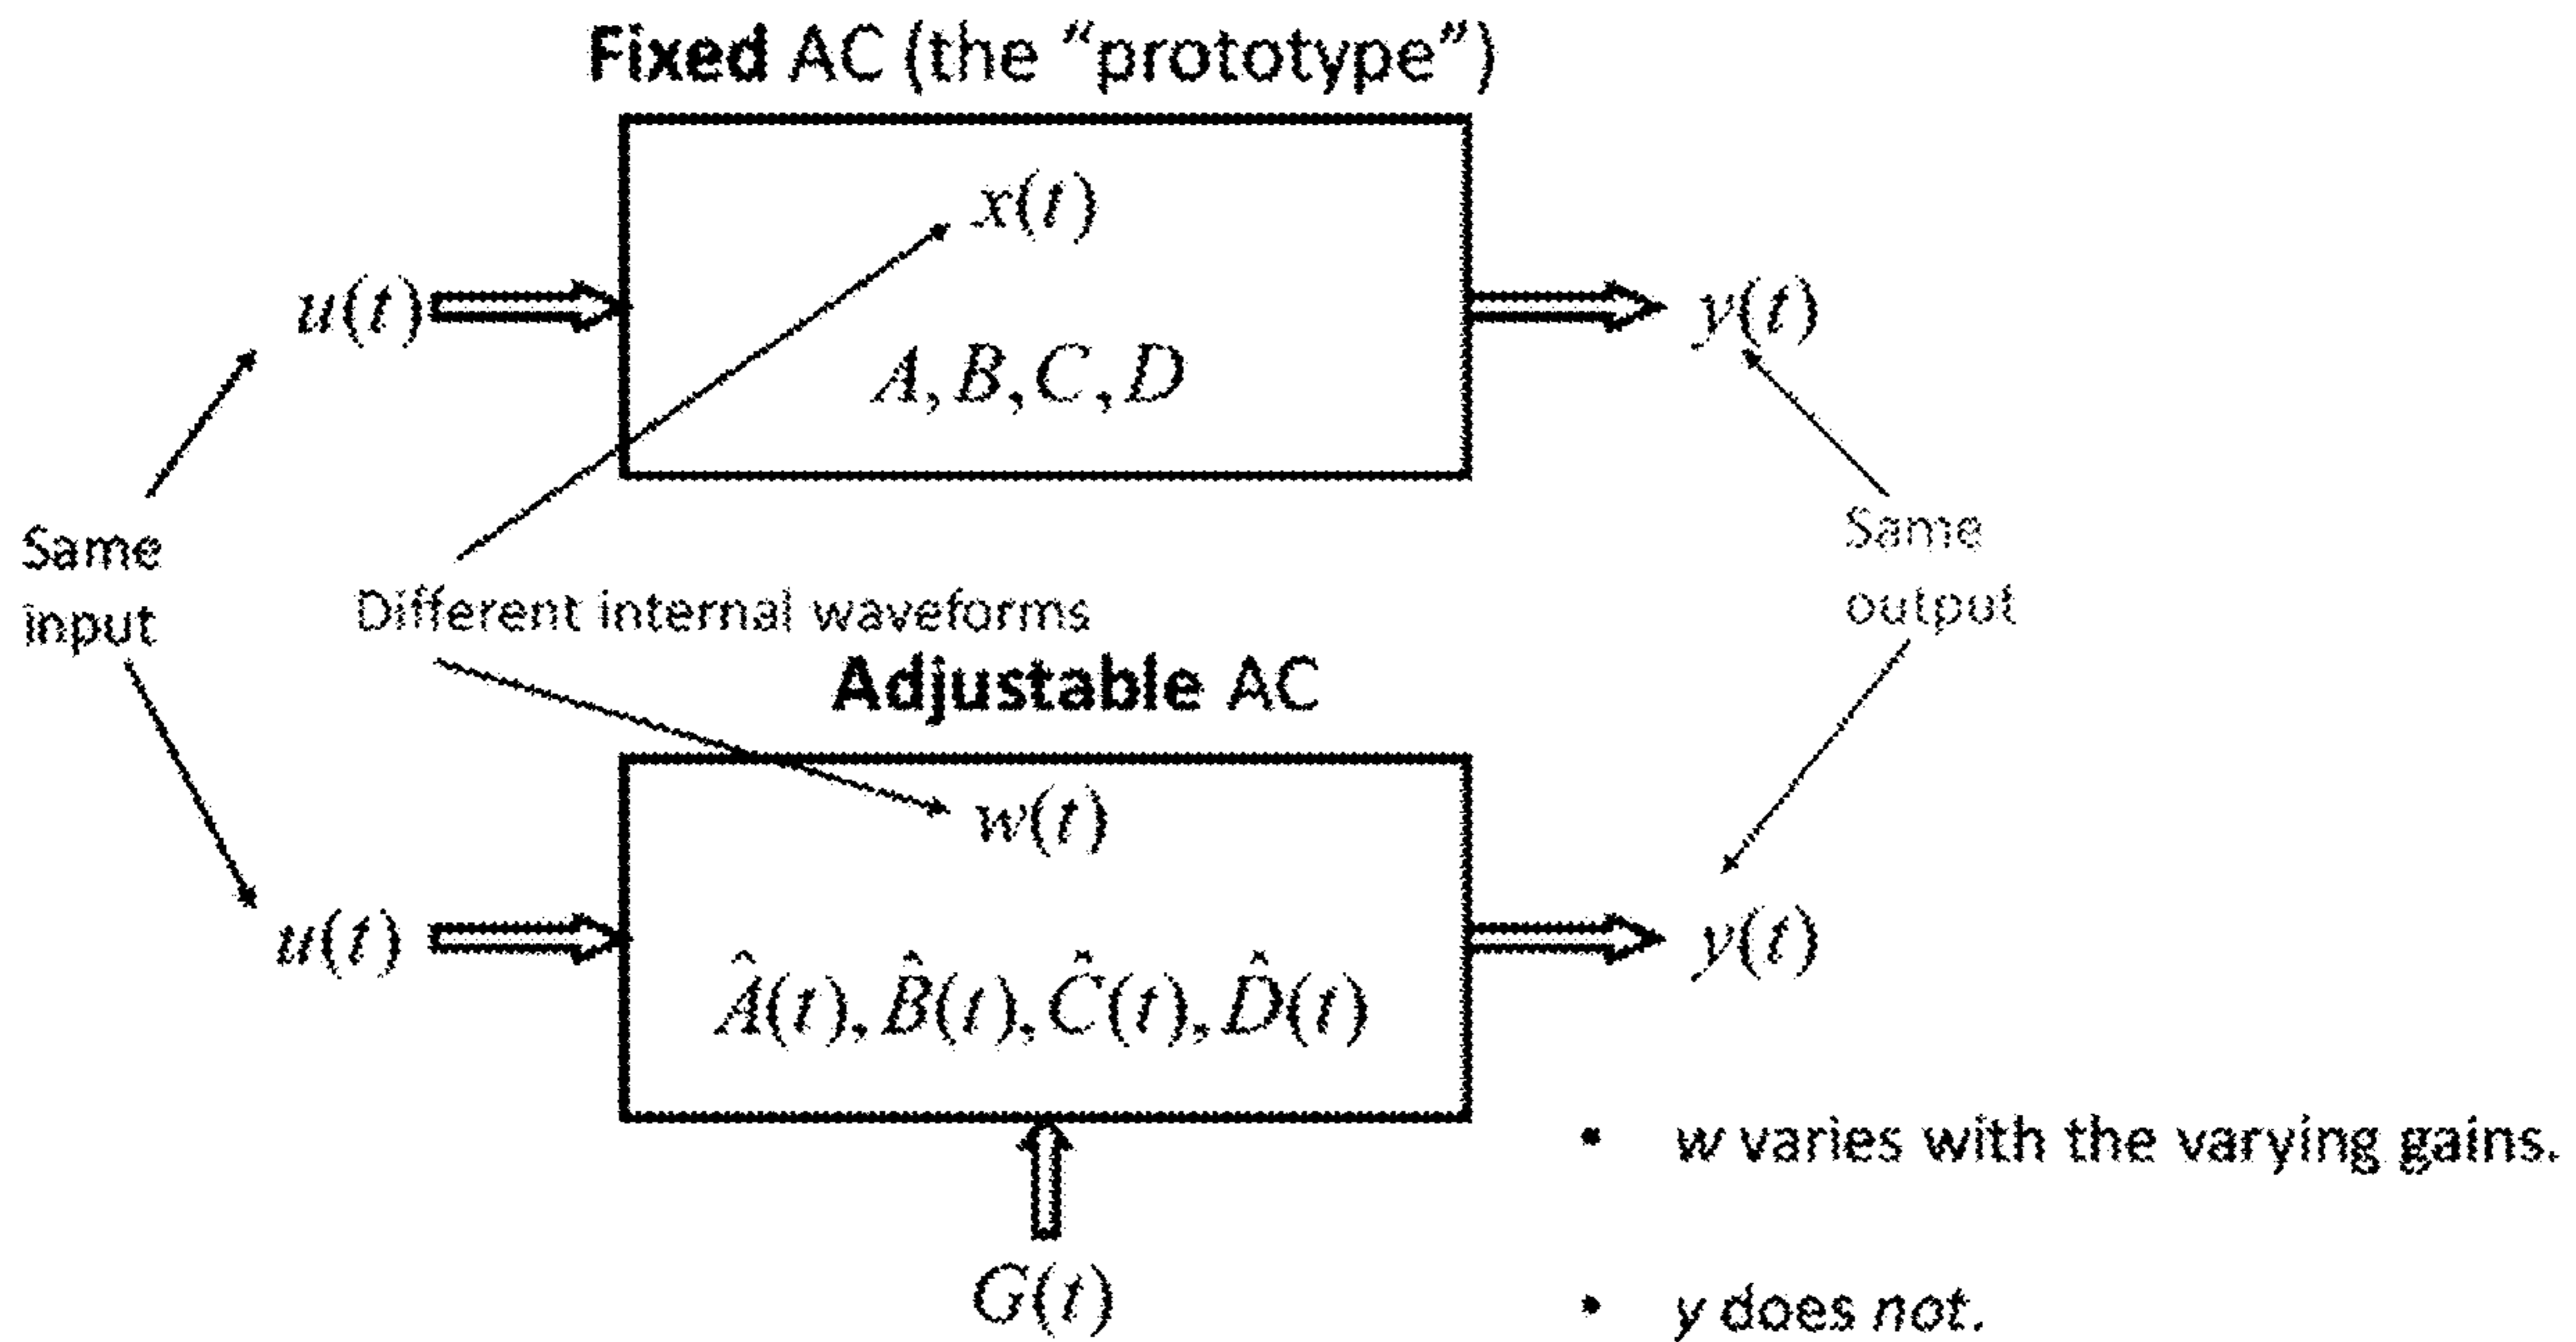 Fixed AC (the “prototype”)
x(t)
u(t)
y(t)
A, B, C, D
Same
input
Same
output
Different internal waveforms
Adjustable AC
w(t)
u(t)
y(t)
Â(t), B̂(t), Ĉ(t), D̂(t)
• w varies with the varying gains.
G(t)
• y does not.